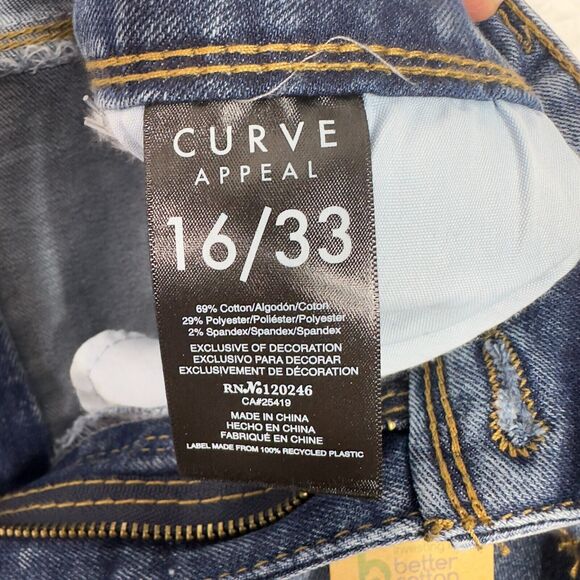 CURVE
APPEAL
16/33
69% Cotton/Algodón/Coton
29% Polyester/Poliéster/Polyester
2% Spandex/Spandex/Spandex
EXCLUSIVE OF DECORATION
EXCLUSIVO PARA DECORAR
EXCLUSIVEMENT DE DÉCORATION
RN№120246
CA#25419
MADE IN CHINA
HECHO EN CHINA
FABRIQUÉ EN CHINE
LABEL MADE FROM 100% RECYCLED PLASTIC
better